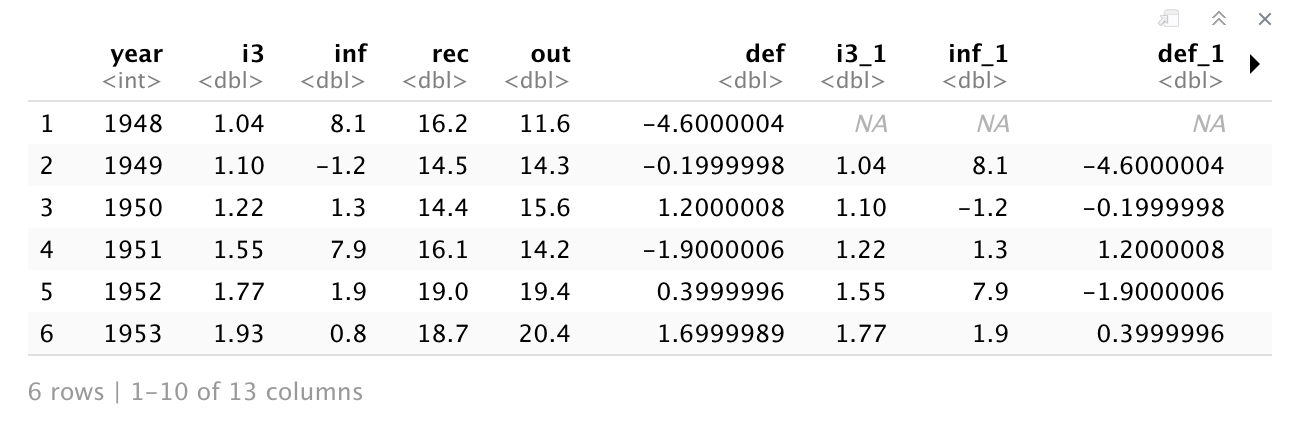 year i3 inf rec out def i3_1 inf_1 def_1
<int> <dbl> <dbl> <dbl> <dbl> <dbl> <dbl> <dbl> <dbl>
1 1948 1.04 8.1 16.2 11.6 -4.6000004 NA NA NA
2 1949 1.10 -1.2 14.5 14.3 -0.1999998 1.04 8.1 -4.6000004
3 1950 1.22 1.3 14.4 15.6 1.2000008 1.10 -1.2 -0.1999998
4 1951 1.55 7.9 16.1 14.2 -1.9000006 1.22 1.3 1.2000008
5 1952 1.77 1.9 19.0 19.4 0.3999996 1.55 7.9 -1.9000006
6 1953 1.93 0.8 18.7 20.4 1.6999989 1.77 1.9 0.3999996
6 rows | 1-10 of 13 columns